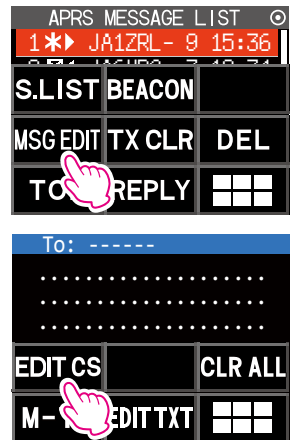 APRS MESSAGE LIST
1 JA1ZRL- 9 15:36
S.LIST BEACON
MSG EDIT TX CLR DEL
REPLY
To: ------
....................
....................
....................
EDIT CS CLR ALL
EDIT TXT